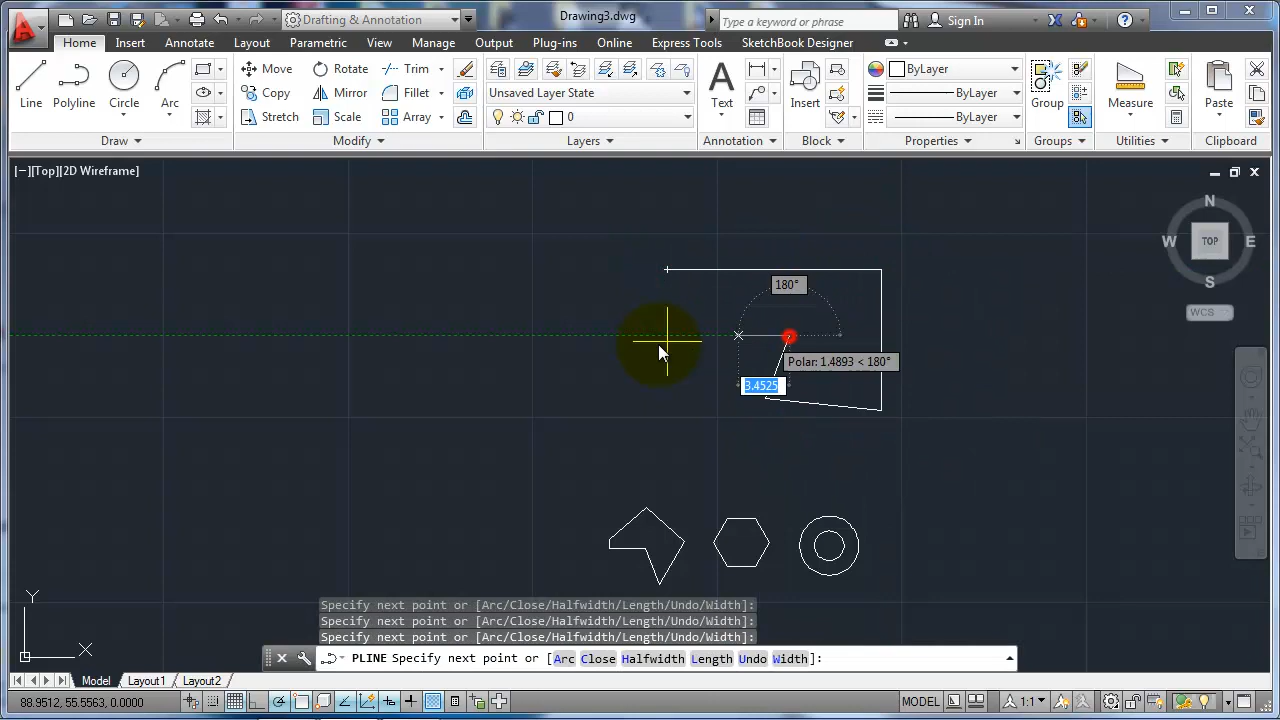 Drafting & Annotation
Drawing3.dwg
Type a keyword or phrase
Sign In
Home Insert Annotate Layout Parametric View Manage Output Plug-ins Online Express Tools SketchBook Designer
Line
Polyline
Circle
Arc
Move
Rotate
Trim
Copy
Mirror
Fillet
Stretch
Scale
Array
Unsaved Layer State
0
Text
Insert
ByLayer
ByLayer
ByLayer
Group
Measure
Paste
Draw
Modify
Layers
Annotation
Block
Properties
Groups
Utilities
Clipboard
[−][Top][2D Wireframe]
N
W
TOP
E
S
WCS
180°
Polar: 1.4893 < 180°
3.4525
Y
X
Specify next point or [Arc/Close/Halfwidth/Length/Undo/Width]:
Specify next point or [Arc/Close/Halfwidth/Length/Undo/Width]:
Specify next point or [Arc/Close/Halfwidth/Length/Undo/Width]:
PLINE Specify next point or [Arc Close Halfwidth Length Undo Width]:
Model Layout1 Layout2
88.9512, 55.5563, 0.0000
MODEL
1:1